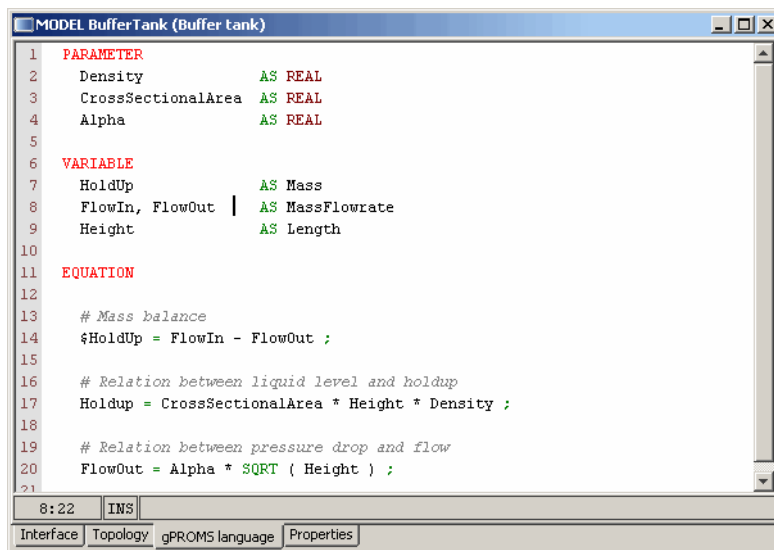 MODEL BufferTank (Buffer tank)
1 PARAMETER
2 Density AS REAL
3 CrossSectionalArea AS REAL
4 Alpha AS REAL
5
6 VARIABLE
7 HoldUp AS Mass
8 FlowIn, FlowOut AS MassFlowrate
9 Height AS Length
10
11 EQUATION
12
13 # Mass balance
14 $HoldUp = FlowIn - FlowOut ;
15
16 # Relation between liquid level and holdup
17 Holdup = CrossSectionalArea * Height * Density ;
18
19 # Relation between pressure drop and flow
20 FlowOut = Alpha * SQRT ( Height ) ;
21
8:22 INS
Interface Topology gPROMS language Properties